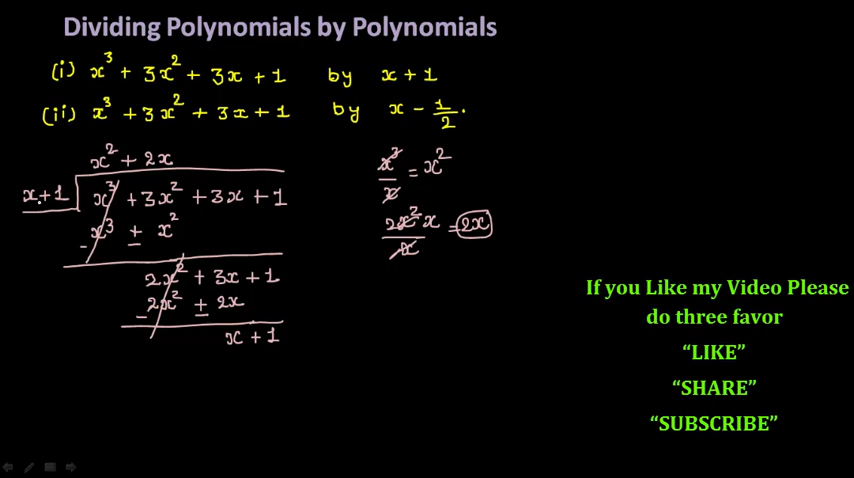 Dividing Polynomials by Polynomials
(i) x³ + 3x² + 3x + 1 by x + 1
(ii) x³ + 3x² + 3x + 1 by x - 1/2.
x² + 2x
x+1 x³ + 3x² + 3x + 1
- x³ ± x²
2x² + 3x + 1
- 2x² ± 2x
x + 1
x³/x = x²
2x² x/x = 2x
If you Like my Video Please
do three favor
“LIKE”
“SHARE”
“SUBSCRIBE”